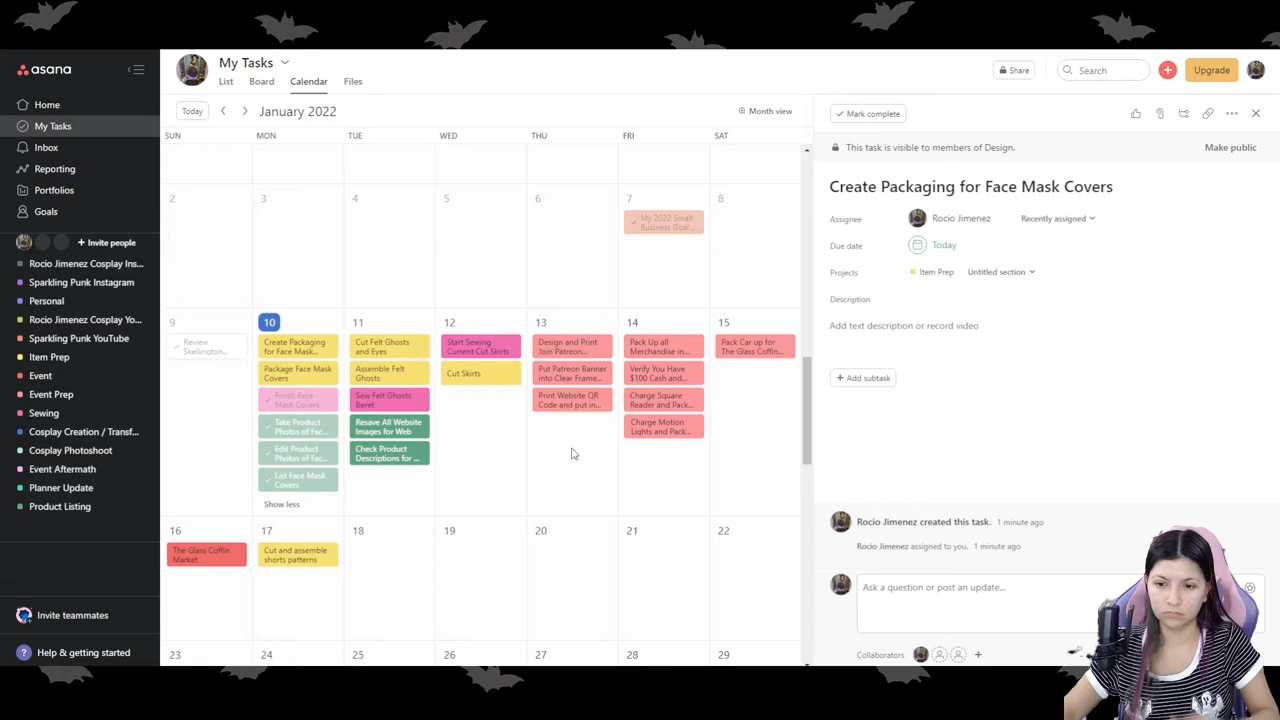 asana
Home
My Tasks
Inbox
Reporting
Portfolios
Goals
Invite people
Rocio Jimenez Cosplay Ins...
Spalding Punk Instagram
Personal
Rocio Jimenez Cosplay Yo...
Spalding Punk YouTube
Item Prep
Event
Event Prep
Sewing
Cosplay Creation / Transf...
Cosplay Photoshoot
Event Aftermath
Planner Update
Product Listing
Invite teammates
? Help & getting started
My Tasks
List Board Calendar Files
Share
Search
Upgrade
Today
January 2022
Month view
SUN MON TUE WED THU FRI SAT
2 3 4 5 6 7 8
My 2022 Small
Business Goal...
9 10 11 12 13 14 15
Review
Skellington...
Create Packaging
for Face Mask...
Package Face Mask
Covers
Finish Face
Mask Covers
Take Product
Photos of Fac...
Edit Product
Photos of Fac...
List Face Mask
Covers
Show less
Cut Felt Ghosts
and Eyes
Assemble Felt
Ghosts
Sew Felt Ghosts
Beret
Resave All Website
Images for Web
Check Product
Descriptions for ...
Start Sewing
Current Cut Skirts
Cut Skirts
Design and Print
Join Patreon...
Put Patreon Banner
into Clear Frame...
Print Website QR
Code and put in...
Pack Up all
Merchandise in...
Verify You Have
$100 Cash and...
Charge Square
Reader and Pack...
Charge Motion
Lights and Pack...
Pack Car up for
The Glass Coffin...
16 17 18 19 20 21 22
The Glass Coffin
Market
Cut and assemble
shorts patterns
23 24 25 26 27 28 29
Mark complete
This task is visible to members of Design.
Make public
Create Packaging for Face Mask Covers
Assignee Rocio Jimenez Recently assigned
Due date Today
Projects Item Prep Untitled section
Description
Add text description or record video
Add subtask
Rocio Jimenez created this task. 1 minute ago
Rocio Jimenez assigned to you. 1 minute ago
Ask a question or post an update...
Collaborators